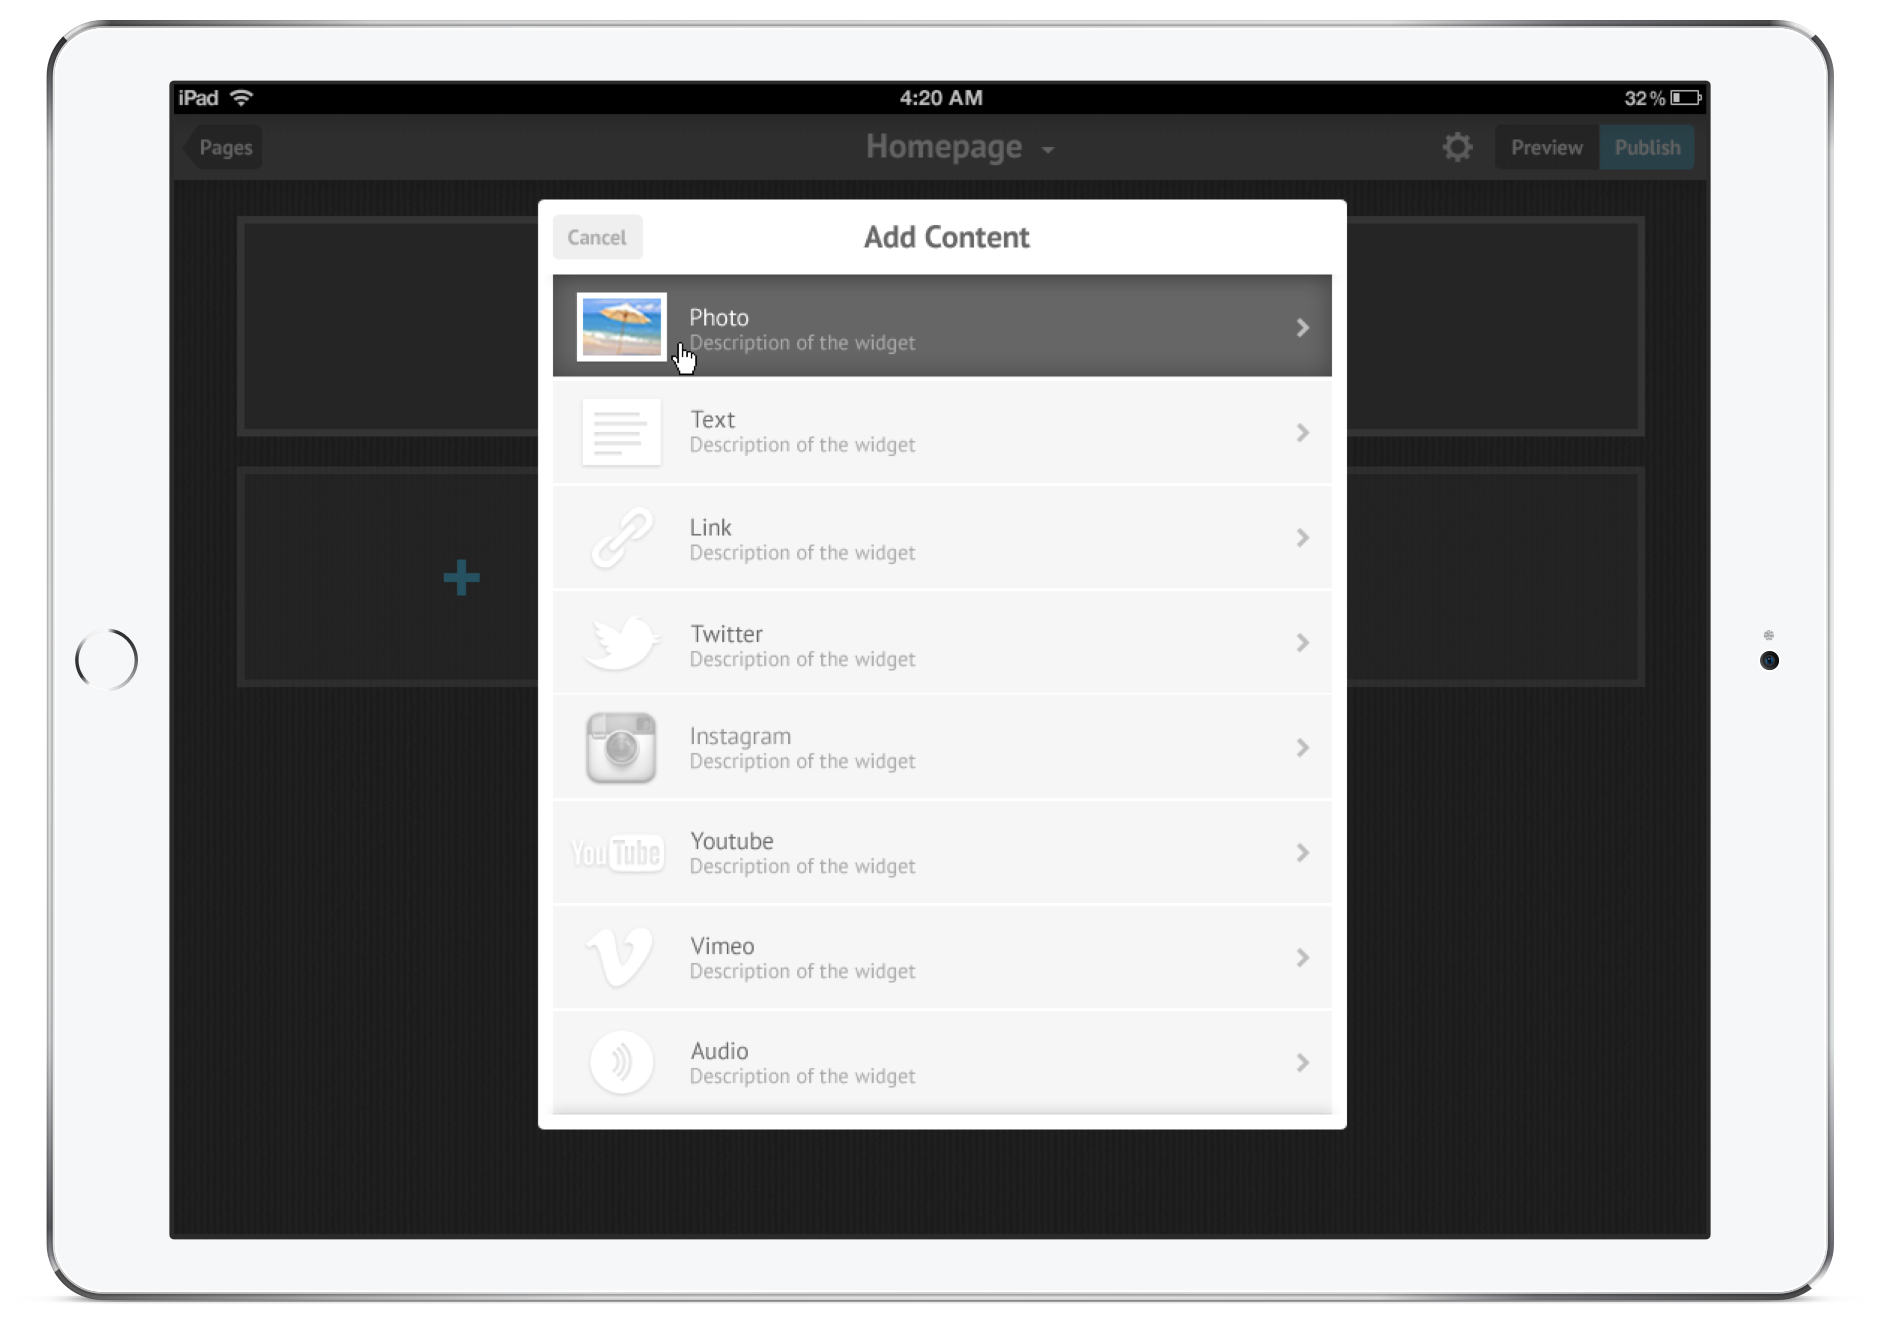 iPad
4:20 AM
32%
Pages
Homepage
Preview
Publish
Cancel
Add Content
Photo
Description of the widget
Text
Description of the widget
Link
Description of the widget
Twitter
Description of the widget
Instagram
Description of the widget
YouTube
Youtube
Description of the widget
Vimeo
Description of the widget
Audio
Description of the widget